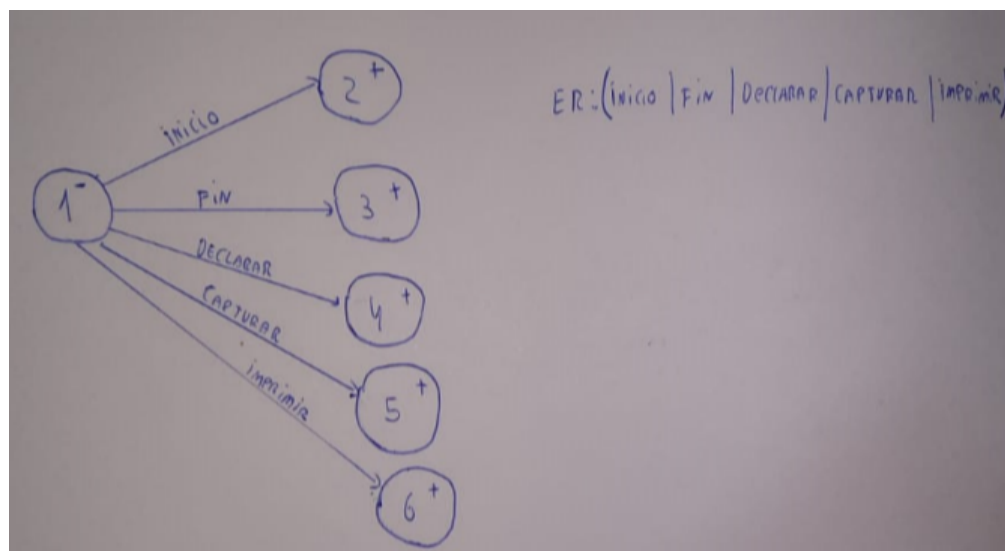 2 +
ER:(iNiCiO | FiN | DECLARAR | CAPTURAR | iMPRiMiR)
iNiCiO
1 -
FiN
3 +
DECLARAR
4 +
CAPTURAR
iMPRiMiR
5 +
6 +